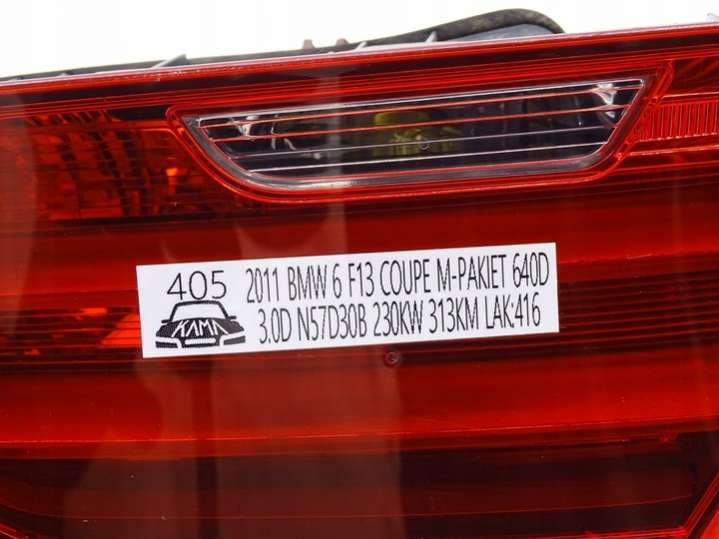 405
KAMA
2011 BMW 6 F13 COUPE M-PAKIET 640D
3.0D N57D30B 230KW 313KM LAK:416